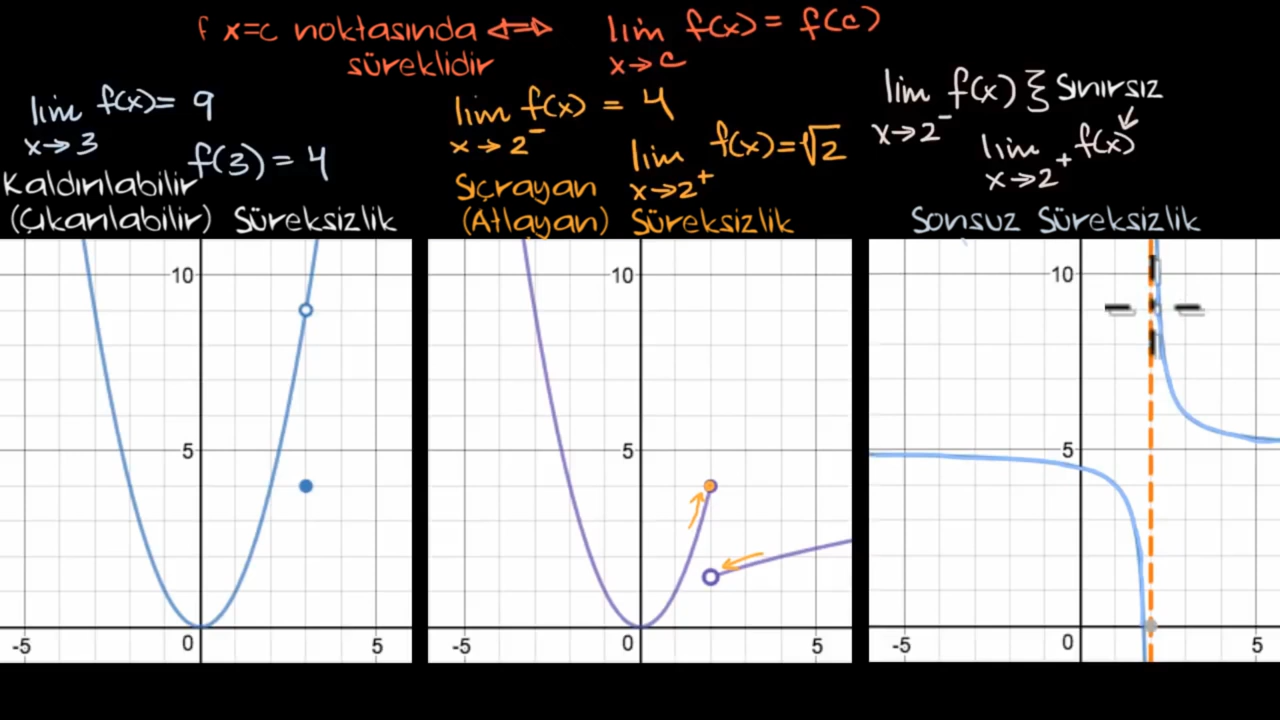 f x=c noktasında ⟺ lim f(x) = f(c)
süreklidir x→c
lim f(x)= 9
x→3
f(3) = 4
Kaldırılabilir
(Çıkarılabilir) Süreksizlik
lim f(x) = 4
x→2⁻
lim f(x)=√2
x→2⁺
Sıçrayan
(Atlayan) Süreksizlik
lim f(x) } Sınırsız
x→2⁻
lim f(x)
x→2⁺
Sonsuz Süreksizlik
10
5
-5 0 5
10
5
-5 0 5
10
5
-5 0 5